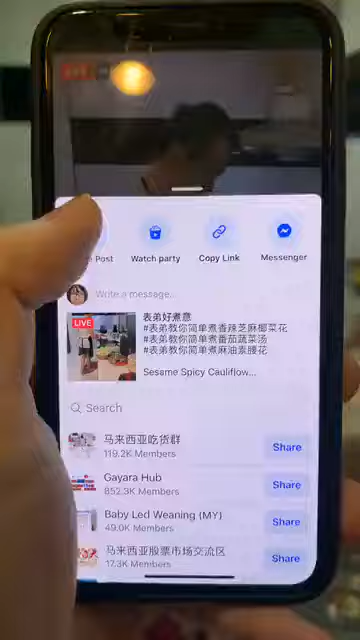 LIVE
Post
Watch party
Copy Link
Messenger
Write a message...
LIVE
表弟好煮意
#表弟教你简单煮香辣芝麻椰菜花
#表弟教你简单煮番茄蔬菜汤
#表弟教你简单煮麻油素腰花
Sesame Spicy Cauliflow...
Search
马来西亚吃货群
119.2K Members
Share
Gayara Hub
852.3K Members
Share
Baby Led Weaning (MY)
49.0K Members
Share
马来西亚股票市场交流区
17.3K Members
Share